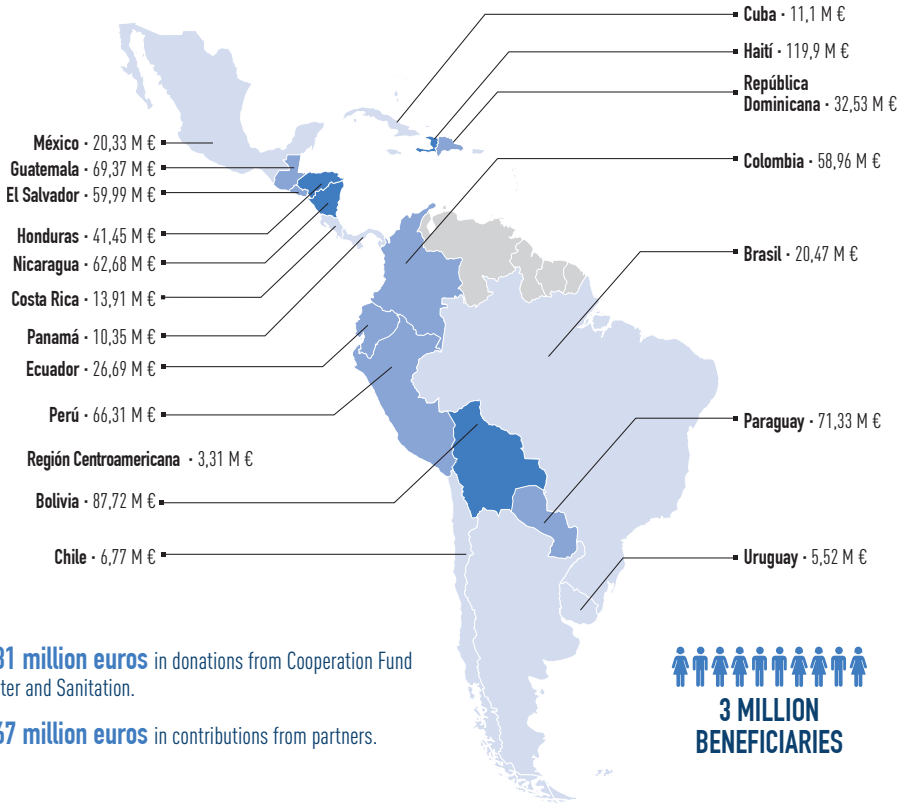 Cuba · 11,1 M €
Haití · 119,9 M €
República
Dominicana · 32,53 M €
Colombia · 58,96 M €
Brasil · 20,47 M €
Paraguay · 71,33 M €
Uruguay · 5,52 M €
México · 20,33 M €
Guatemala · 69,37 M €
El Salvador · 59,99 M €
Honduras · 41,45 M €
Nicaragua · 62,68 M €
Costa Rica · 13,91 M €
Panamá · 10,35 M €
Ecuador · 26,69 M €
Perú · 66,31 M €
Región Centroamericana · 3,31 M €
Bolivia · 87,72 M €
Chile · 6,77 M €
million euros in donations from Cooperation Fund
and Sanitation.
million euros in contributions from partners.
3 MILLION
BENEFICIARIES